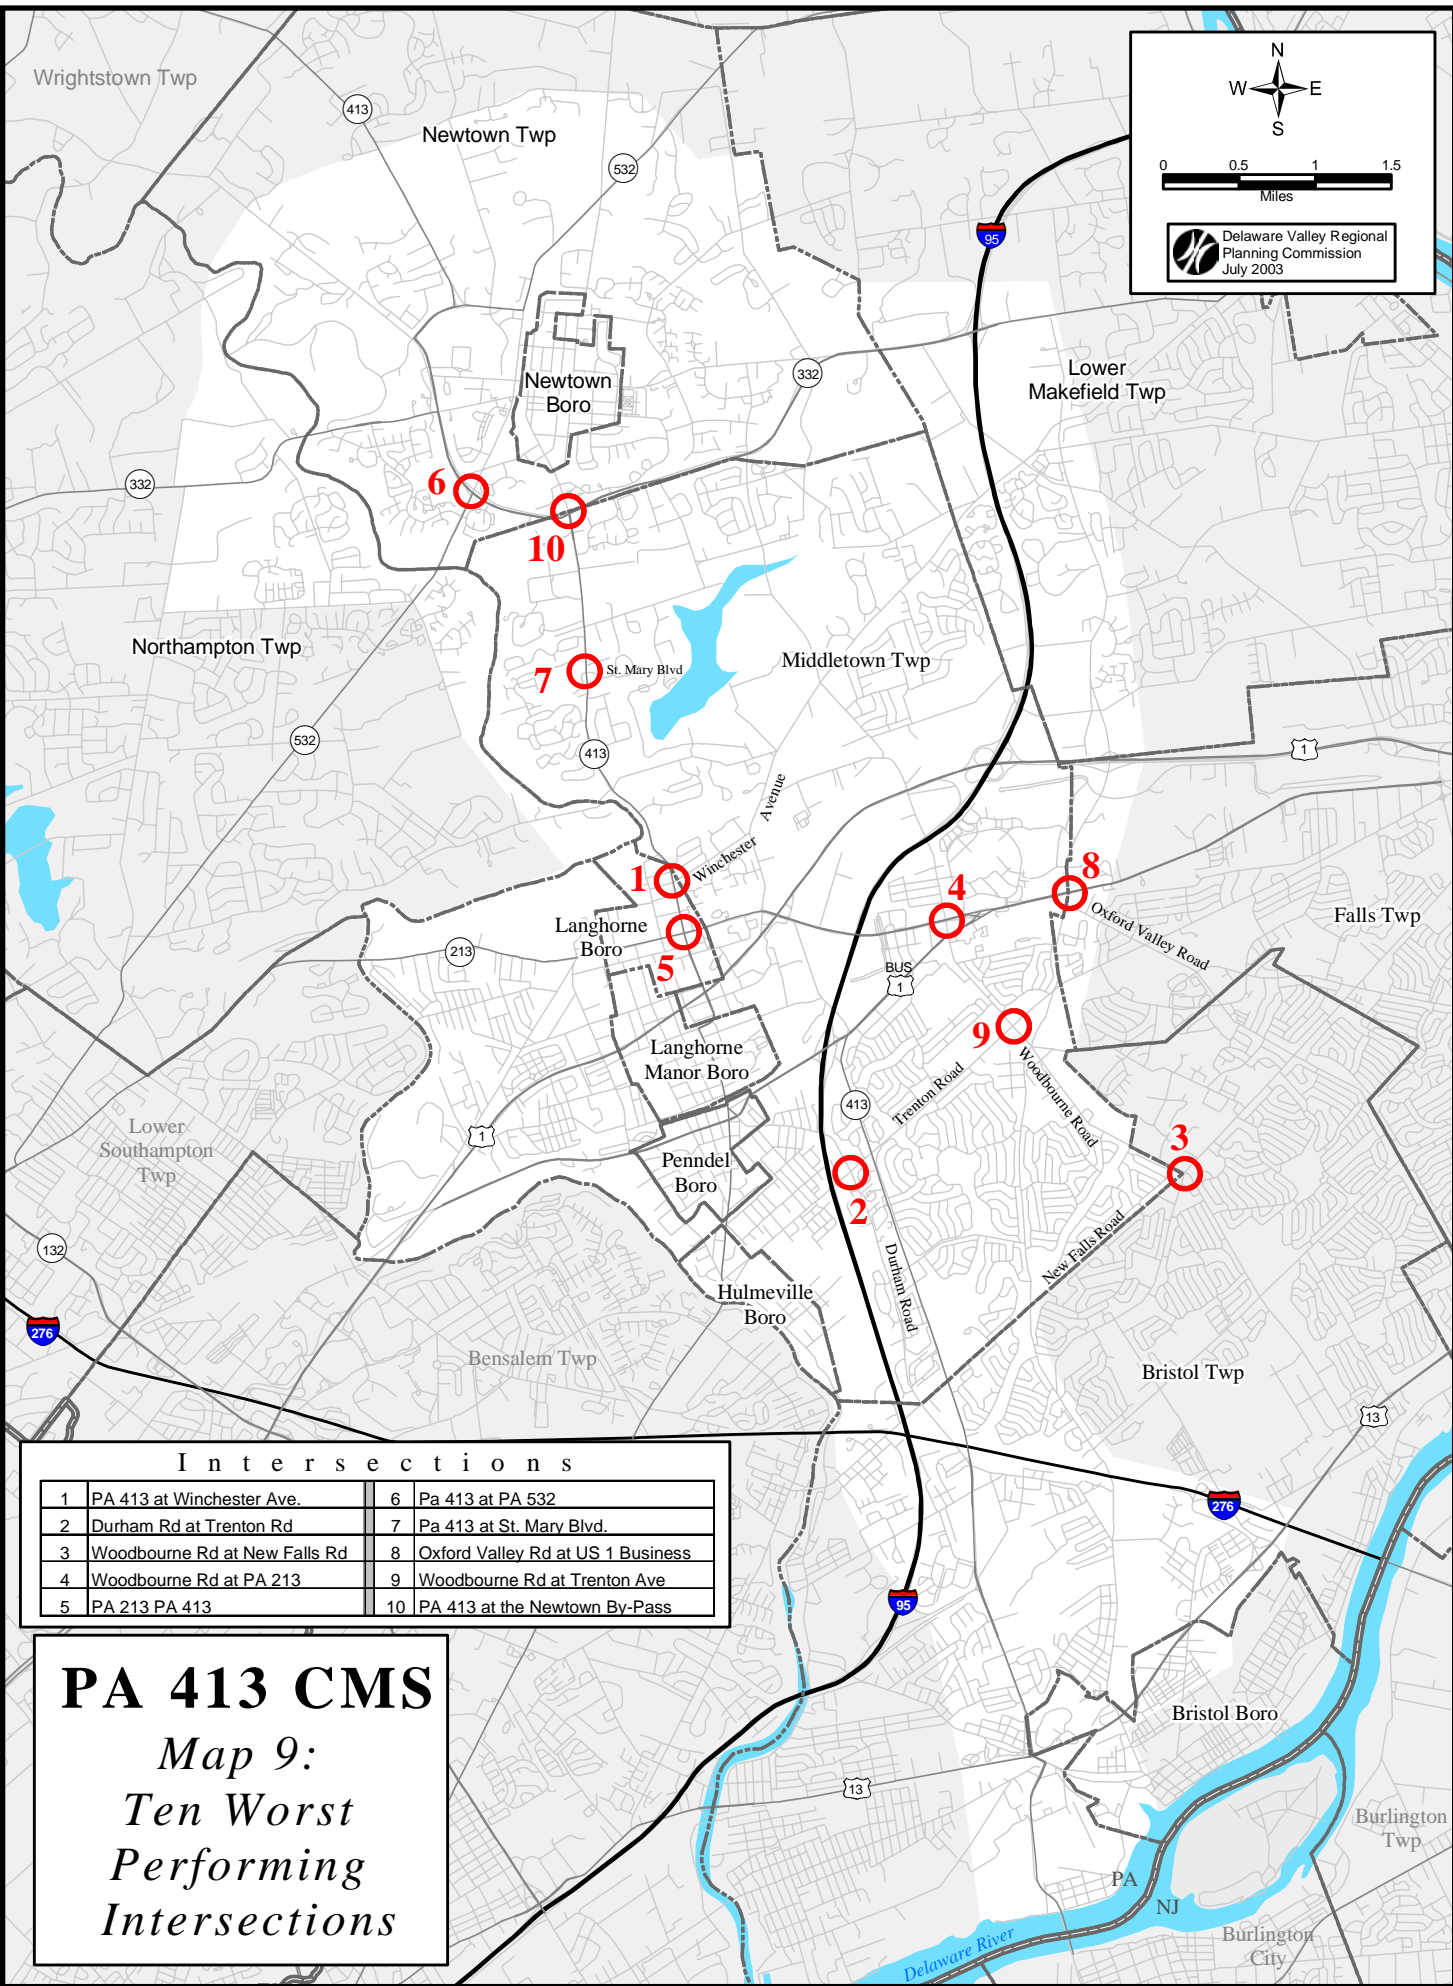 Wrightstown Twp
413
Newtown Twp
532
N
W E
S
0 0.5 1 1.5
Miles
Delaware Valley Regional
Planning Commission
July 2003
95
Newtown
Boro
332
Lower
Makefield Twp
332
6
10
Northampton Twp
7
St. Mary Blvd
Middletown Twp
532
413
1
Winchester Avenue
1
Langhorne
Boro
5
213
4
8
Oxford Valley Road
Falls Twp
BUS
1
9
Langhorne
Manor Boro
Trenton Road
Woodbourne Road
413
1
Lower
Southampton
Twp
Penndel
Boro
2
3
New Falls Road
Durham Road
132
276
Hulmeville
Boro
Bensalem Twp
Bristol Twp
13
Intersections
1 PA 413 at Winchester Ave. 6 Pa 413 at PA 532
2 Durham Rd at Trenton Rd 7 Pa 413 at St. Mary Blvd.
3 Woodbourne Rd at New Falls Rd 8 Oxford Valley Rd at US 1 Business
4 Woodbourne Rd at PA 213 9 Woodbourne Rd at Trenton Ave
5 PA 213 PA 413 10 PA 413 at the Newtown By-Pass
276
95
PA 413 CMS
Map 9:
Ten Worst
Performing
Intersections
Bristol Boro
13
Burlington
Twp
PA
NJ
Delaware River
Burlington
City